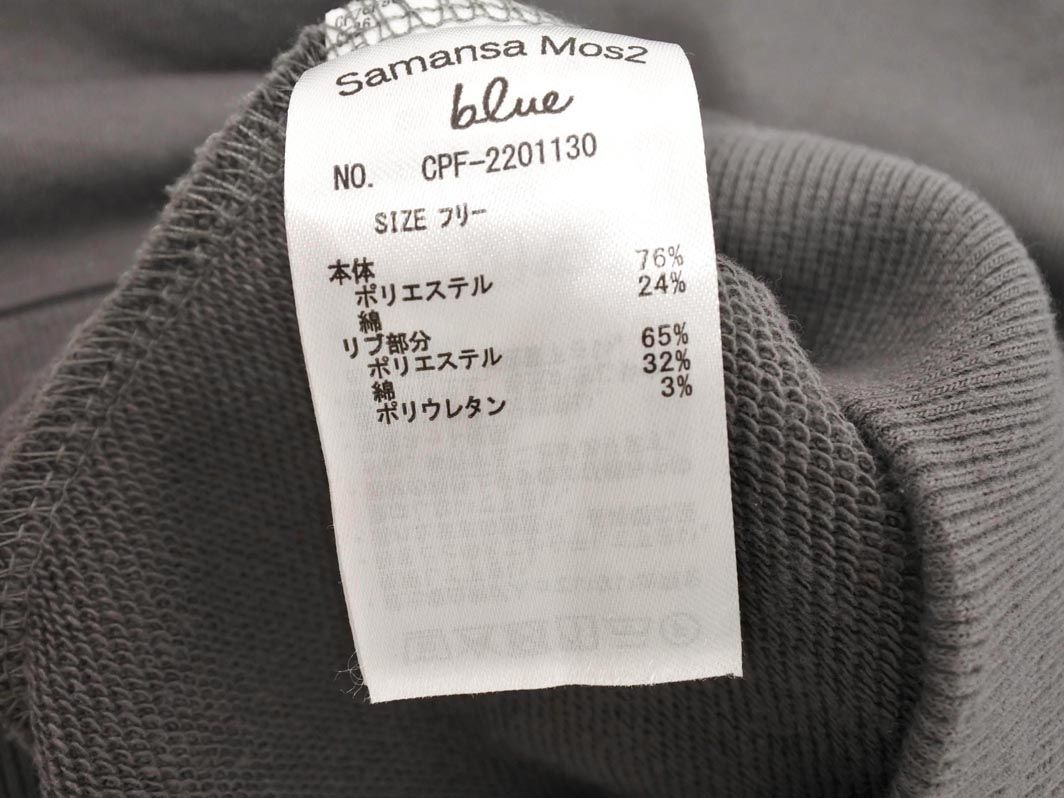 Samansa Mos2
blue
NO. CPF-2201130
SIZE フリー
本体 76%
ポリエステル 24%
綿
リブ部分 65%
ポリエステル 32%
綿 3%
ポリウレタン